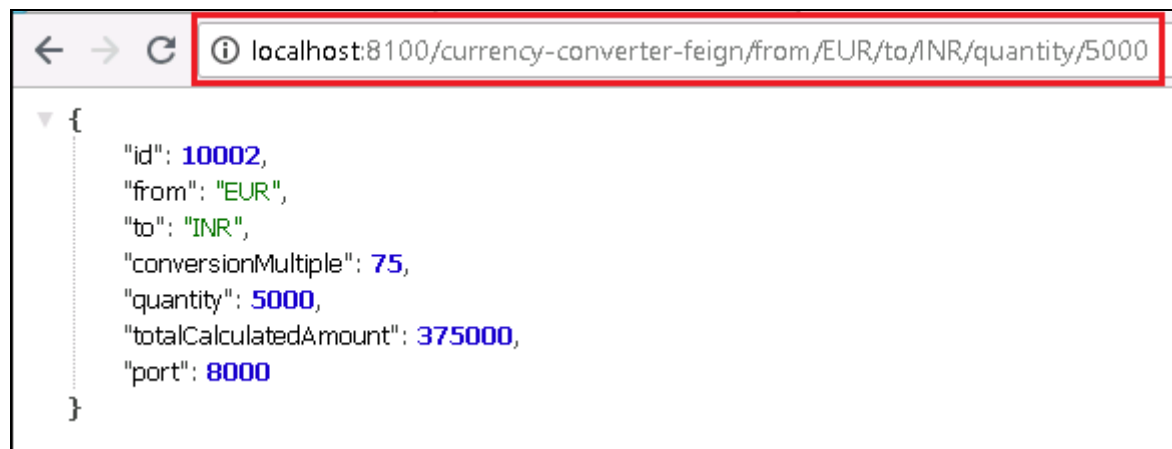 localhost:8100/currency-converter-feign/from/EUR/to/INR/quantity/5000
{
"id": 10002,
"from": "EUR",
"to": "INR",
"conversionMultiple": 75,
"quantity": 5000,
"totalCalculatedAmount": 375000,
"port": 8000
}